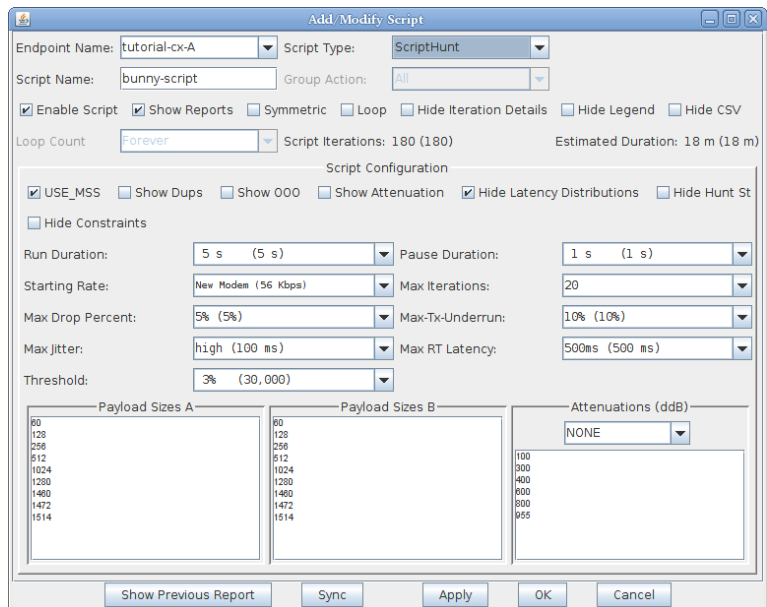 Add/Modify Script
Endpoint Name: tutorial-cx-A Script Type: ScriptHunt
Script Name: bunny-script Group Action: All
Enable Script Show Reports Symmetric Loop Hide Iteration Details Hide Legend Hide CSV
Loop Count Forever Script Iterations: 180 (180) Estimated Duration: 18 m (18 m)
Script Configuration
USE_MSS Show Dups Show OOO Show Attenuation Hide Latency Distributions Hide Hunt St
Hide Constraints
Run Duration: 5 s (5 s) Pause Duration: 1 s (1 s)
Starting Rate: New Modem (56 Kbps) Max Iterations: 20
Max Drop Percent: 5% (5%) Max-Tx-Underrun: 10% (10%)
Max Jitter: high (100 ms) Max RT Latency: 500ms (500 ms)
Threshold: 3% (30,000)
Payload Sizes A Payload Sizes B Attenuations (ddB)
NONE
60 60
128 128
256 256
512 512
1024 1024
1280 1280
1460 1460
1472 1472
1514 1514
100
300
400
600
800
955
Show Previous Report Sync Apply OK Cancel